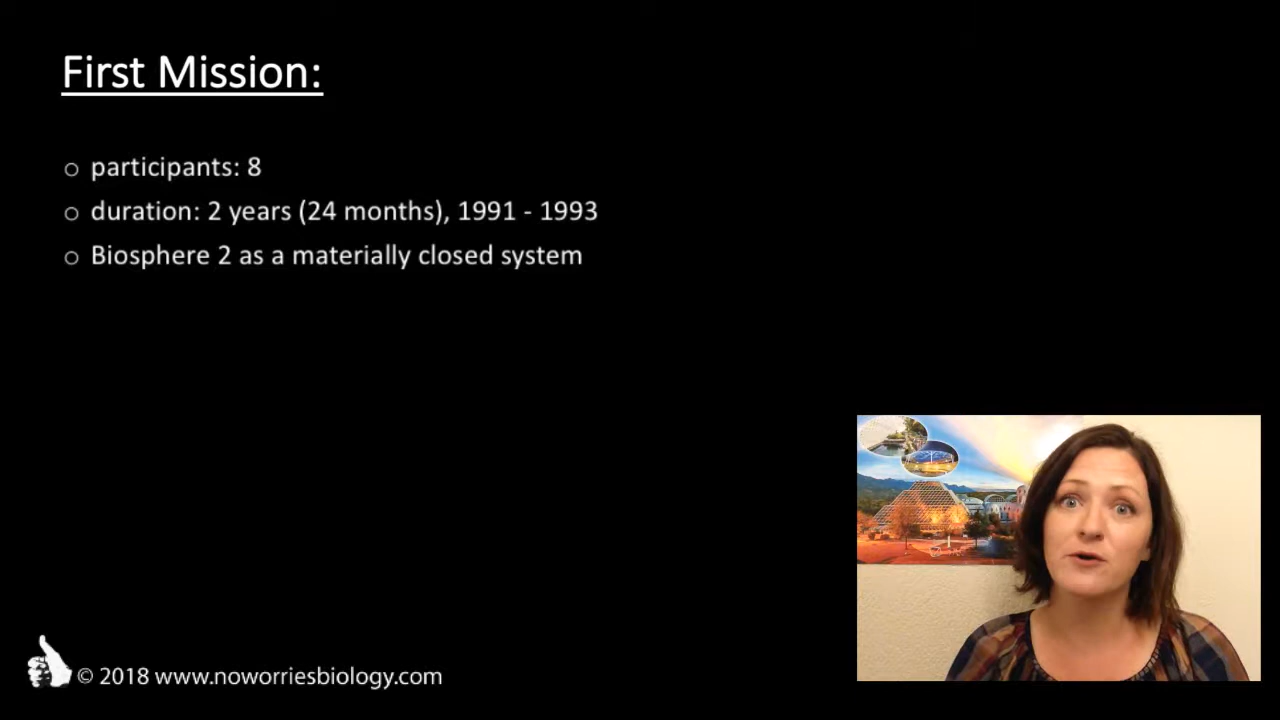 First Mission:
○ participants: 8
○ duration: 2 years (24 months), 1991 - 1993
○ Biosphere 2 as a materially closed system
© 2018 www.noworriesbiology.com